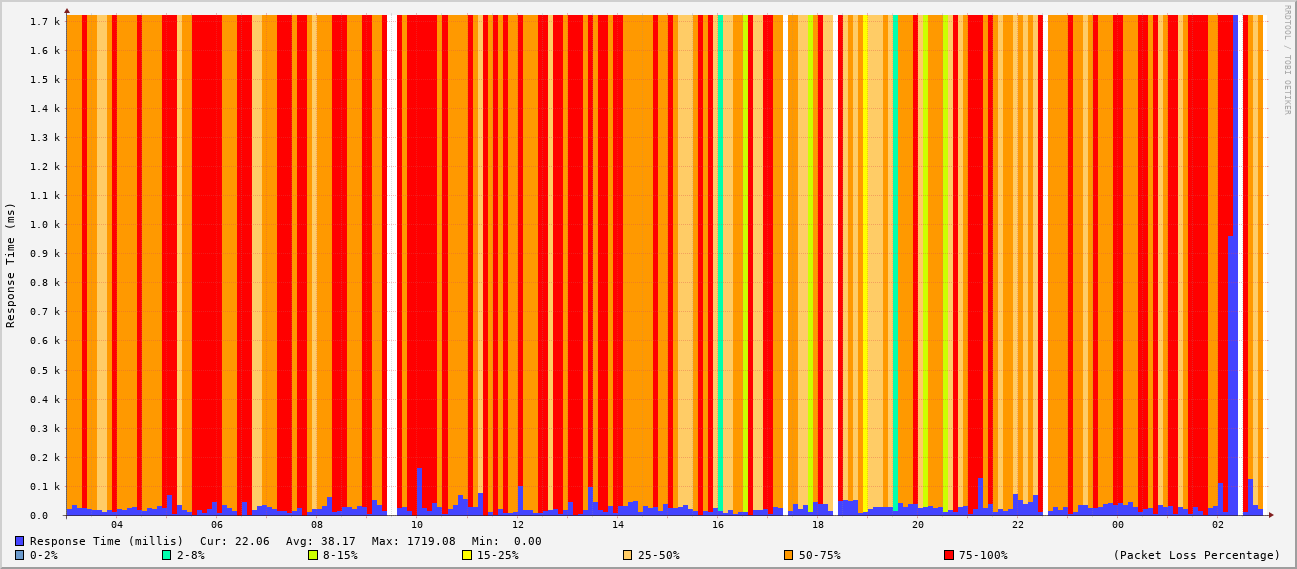 RRDTOOL / TOBI OETIKER
Response Time (ms)
1.7 k
1.6 k
1.5 k
1.4 k
1.3 k
1.2 k
1.1 k
1.0 k
0.9 k
0.8 k
0.7 k
0.6 k
0.5 k
0.4 k
0.3 k
0.2 k
0.1 k
0.0
04 06 08 10 12 14 16 18 20 22 00 02
Response Time (millis) Cur: 22.06 Avg: 38.17 Max: 1719.08 Min: 0.00
0-2% 2-8% 8-15% 15-25% 25-50% 50-75% 75-100% (Packet Loss Percentage)